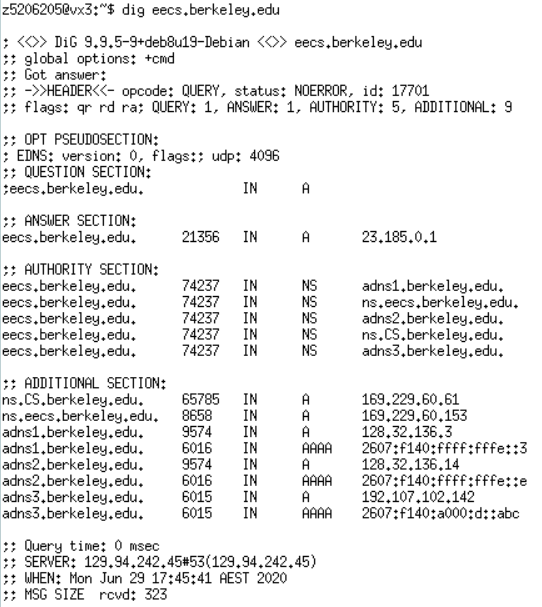 z5206205@vx3:~$ dig eecs.berkeley.edu
; <<>> DiG 9.9.5-9+deb8u19-Debian <<>> eecs.berkeley.edu
;; global options: +cmd
;; Got answer:
;; ->>HEADER<<- opcode: QUERY, status: NOERROR, id: 17701
;; flags: qr rd ra; QUERY: 1, ANSWER: 1, AUTHORITY: 5, ADDITIONAL: 9
;; OPT PSEUDOSECTION:
; EDNS: version: 0, flags:; udp: 4096
;; QUESTION SECTION:
;eecs.berkeley.edu. IN A
;; ANSWER SECTION:
eecs.berkeley.edu. 21356 IN A 23.185.0.1
;; AUTHORITY SECTION:
eecs.berkeley.edu. 74237 IN NS adns1.berkeley.edu.
eecs.berkeley.edu. 74237 IN NS ns.eecs.berkeley.edu.
eecs.berkeley.edu. 74237 IN NS adns2.berkeley.edu.
eecs.berkeley.edu. 74237 IN NS ns.CS.berkeley.edu.
eecs.berkeley.edu. 74237 IN NS adns3.berkeley.edu.
;; ADDITIONAL SECTION:
ns.CS.berkeley.edu. 65785 IN A 169.229.60.61
ns.eecs.berkeley.edu. 8658 IN A 169.229.60.153
adns1.berkeley.edu. 9574 IN A 128.32.136.3
adns1.berkeley.edu. 6016 IN AAAA 2607:f140:ffff:fffe::3
adns2.berkeley.edu. 9574 IN A 128.32.136.14
adns2.berkeley.edu. 6016 IN AAAA 2607:f140:ffff:fffe::e
adns3.berkeley.edu. 6015 IN A 192.107.102.142
adns3.berkeley.edu. 6015 IN AAAA 2607:f140:a000:d::abc
;; Query time: 0 msec
;; SERVER: 129.94.242.45#53(129.94.242.45)
;; WHEN: Mon Jun 29 17:45:41 AEST 2020
;; MSG SIZE rcvd: 323